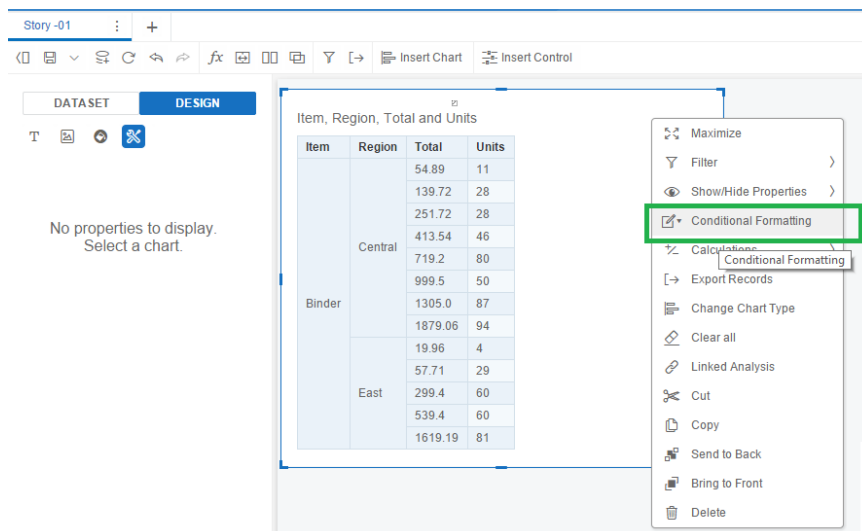 Story -01
Insert Chart
Insert Control
DATASET
DESIGN
T
No properties to display.
Select a chart.
Item, Region, Total and Units
Item Region Total Units
54.89 11
139.72 28
251.72 28
413.54 46
Central
719.2 80
999.5 50
Binder
1305.0 87
1879.06 94
19.96 4
57.71 29
East
299.4 60
539.4 60
1619.19 81
Maximize
Filter
Show/Hide Properties
Conditional Formatting
Calculations
Conditional Formatting
Export Records
Change Chart Type
Clear all
Linked Analysis
Cut
Copy
Send to Back
Bring to Front
Delete